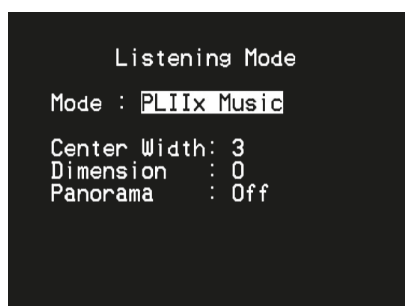 Listening Mode
Mode : PLIIx Music
Center Width: 3
Dimension : 0
Panorama : Off